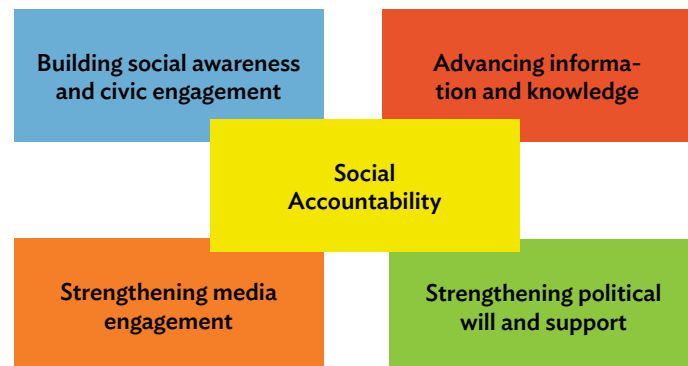 Building social awareness
and civic engagement
Advancing informa-
tion and knowledge
Social
Accountability
Strengthening media
engagement
Strengthening political
will and support